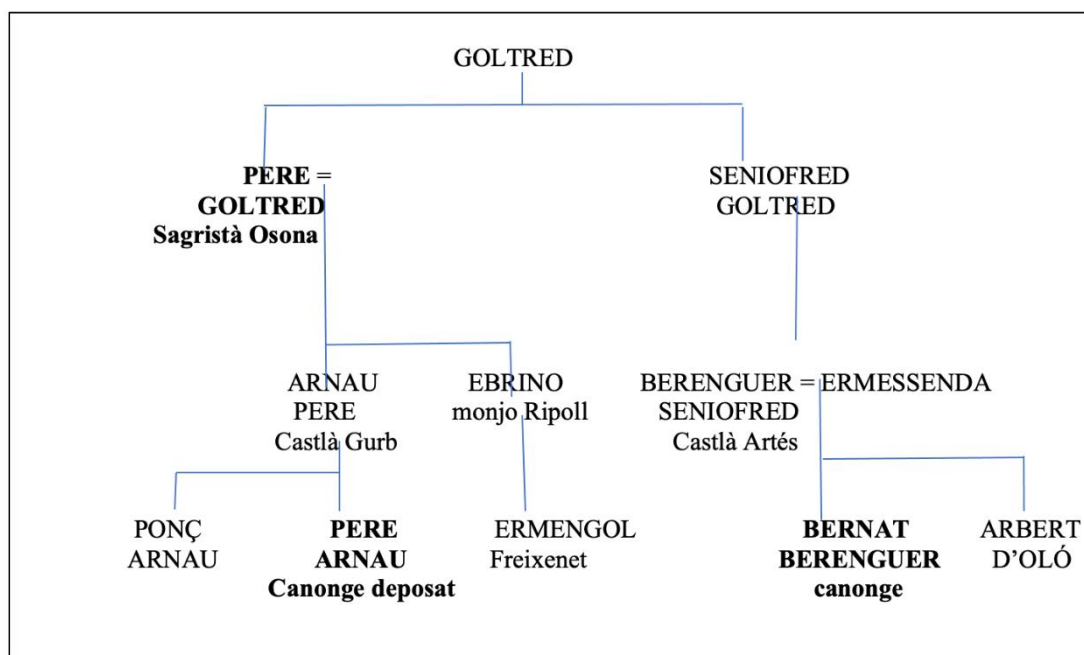 GOLTRED
PERE =
GOLTRED
Sagristà Osona
SENIOFRED
GOLTRED
ARNAU
PERE
Castlà Gurb
EBRINO
monjo Ripoll
BERENGUER = ERMESSENDA
SENIOFRED
Castlà Artés
PONÇ
ARNAU
PERE
ARNAU
Canonge deposat
ERMENGOL
Freixenet
BERNAT
BERENGUER
canonge
ARBERT
D’OLÓ